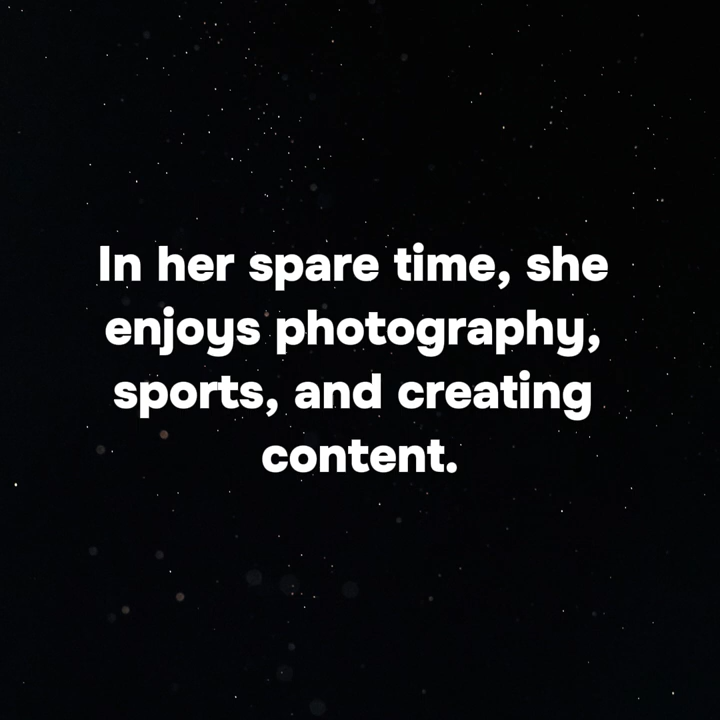 In her spare time, she
enjoys photography,
sports, and creating
content.